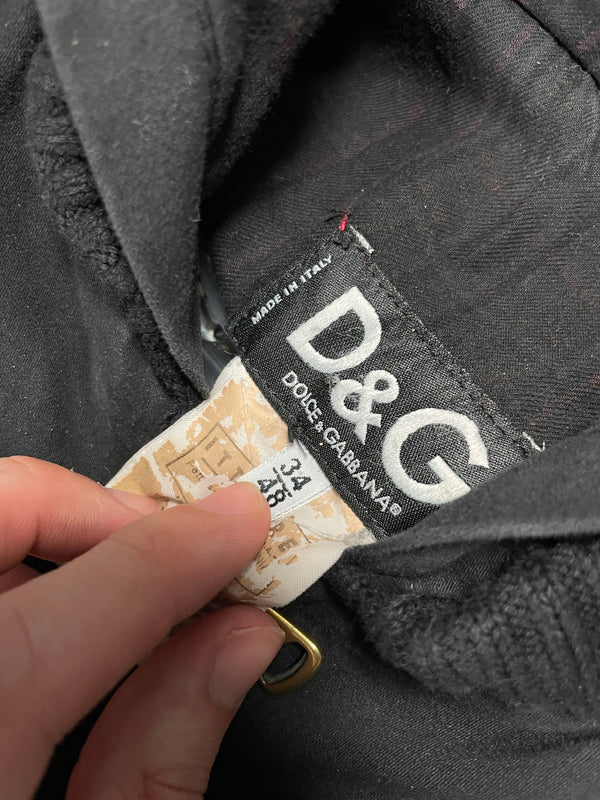 MADE IN ITALY
D&G
DOLCE & GABBANA®
34
48